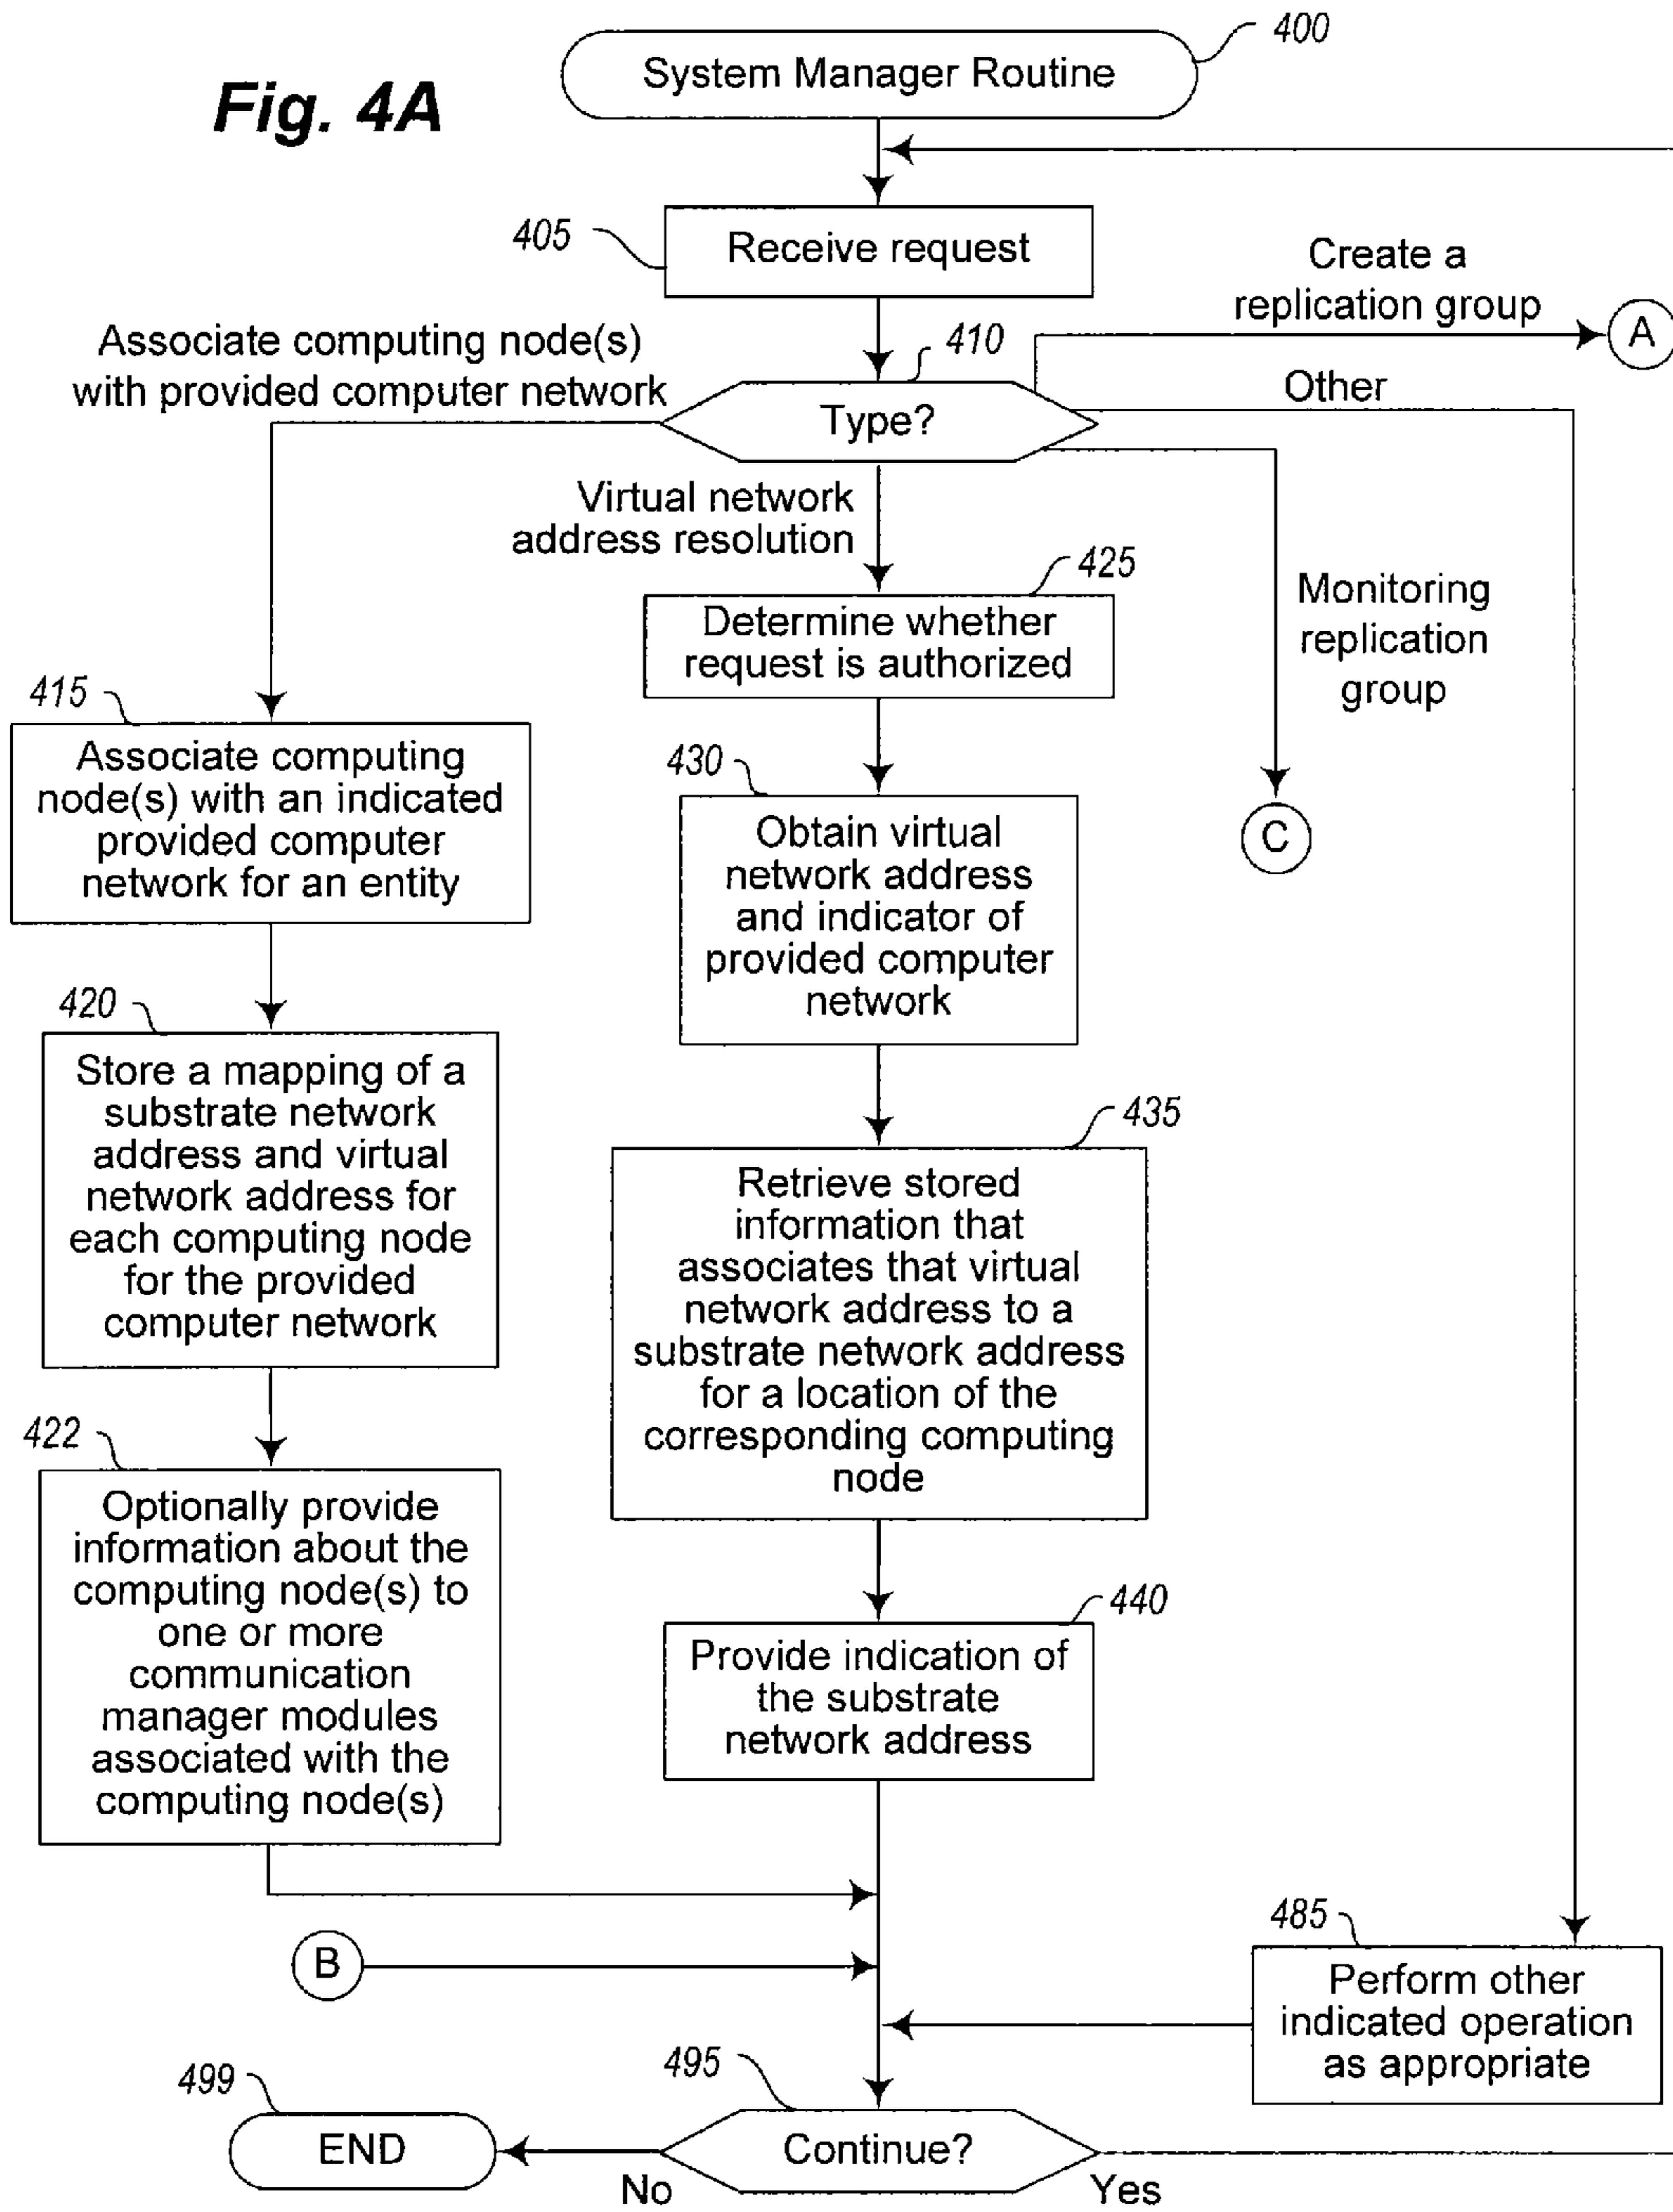 Fig. 4A
System Manager Routine
400
405
Receive request
Create a
replication group
A
Associate computing node(s)
with provided computer network
410
Type?
Other
Virtual network
address resolution
425
Determine whether
request is authorized
Monitoring
replication
group
C
415
Associate computing
node(s) with an indicated
provided computer
network for an entity
430
Obtain virtual
network address
and indicator of
provided computer
network
420
Store a mapping of a
substrate network
address and virtual
network address for
each computing node
for the provided
computer network
435
Retrieve stored
information that
associates that virtual
network address to a
substrate network address
for a location of the
corresponding computing
node
422
Optionally provide
information about the
computing node(s) to
one or more
communication
manager modules
associated with the
computing node(s)
440
Provide indication of
the substrate
network address
B
485
Perform other
indicated operation
as appropriate
495
Continue?
499
END
No
Yes